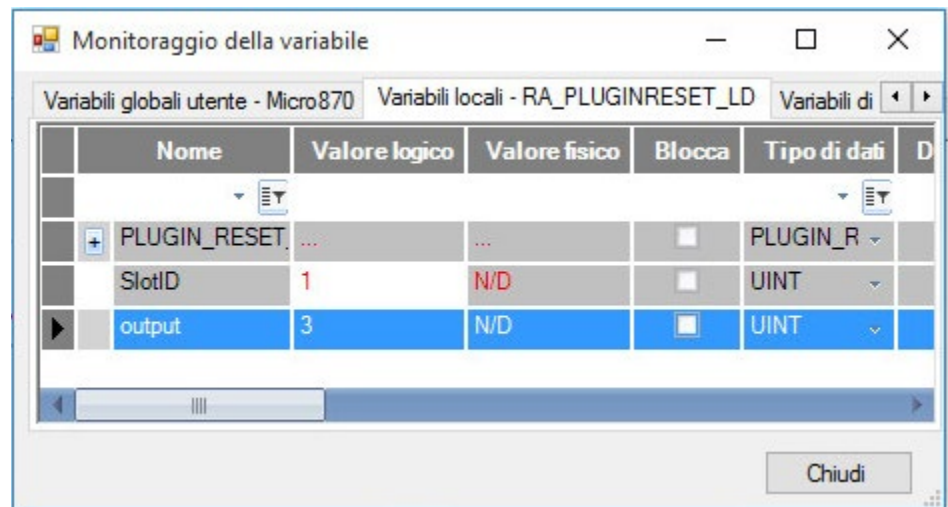 Monitoraggio della variabile
Variabili globali utente - Micro870 Variabili locali - RA_PLUGINRESET_LD Variabili di
Nome Valore logico Valore fisico Blocca Tipo di dati D
PLUGIN_RESET_ ... ... PLUGIN_R
SlotID 1 N/D UINT
output 3 N/D UINT
Chiudi